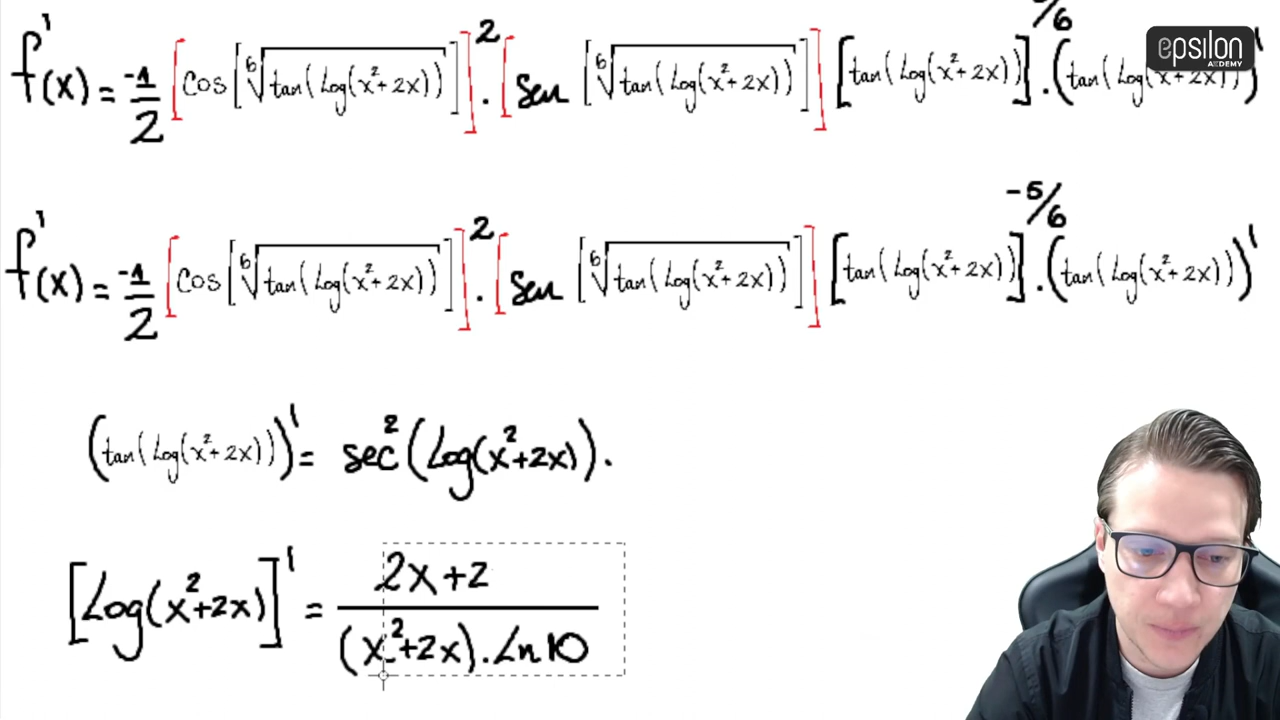 f'(x) = -1/2 [cos[⁶√tan(Log(x²+2x))]]² · [sen [⁶√tan(Log(x²+2x))]] [tan(Log(x²+2x))]^(-5/6) · (tan(Log(x²+2x)))'
epsilon
ACADEMY
f'(x) = -1/2 [cos[⁶√tan(Log(x²+2x))]]² · [sen [⁶√tan(Log(x²+2x))]] [tan(Log(x²+2x))]^(-5/6) · (tan(Log(x²+2x)))'
(tan(Log(x²+2x)))' = sec²(Log(x²+2x)) ·
[Log(x²+2x)]' = (2x+2)/((x²+2x)·Ln10)